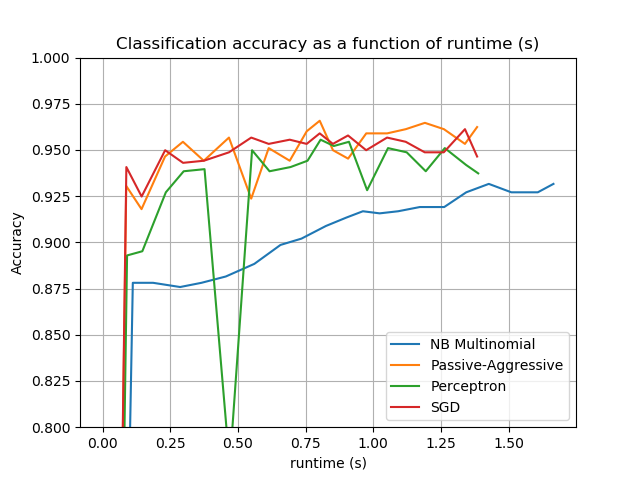 Classification accuracy as a function of runtime (s)
1.000
0.975
0.950
0.925
0.900
0.875
0.850
0.825
0.800
Accuracy
NB Multinomial
Passive-Aggressive
Perceptron
SGD
0.00 0.25 0.50 0.75 1.00 1.25 1.50
runtime (s)